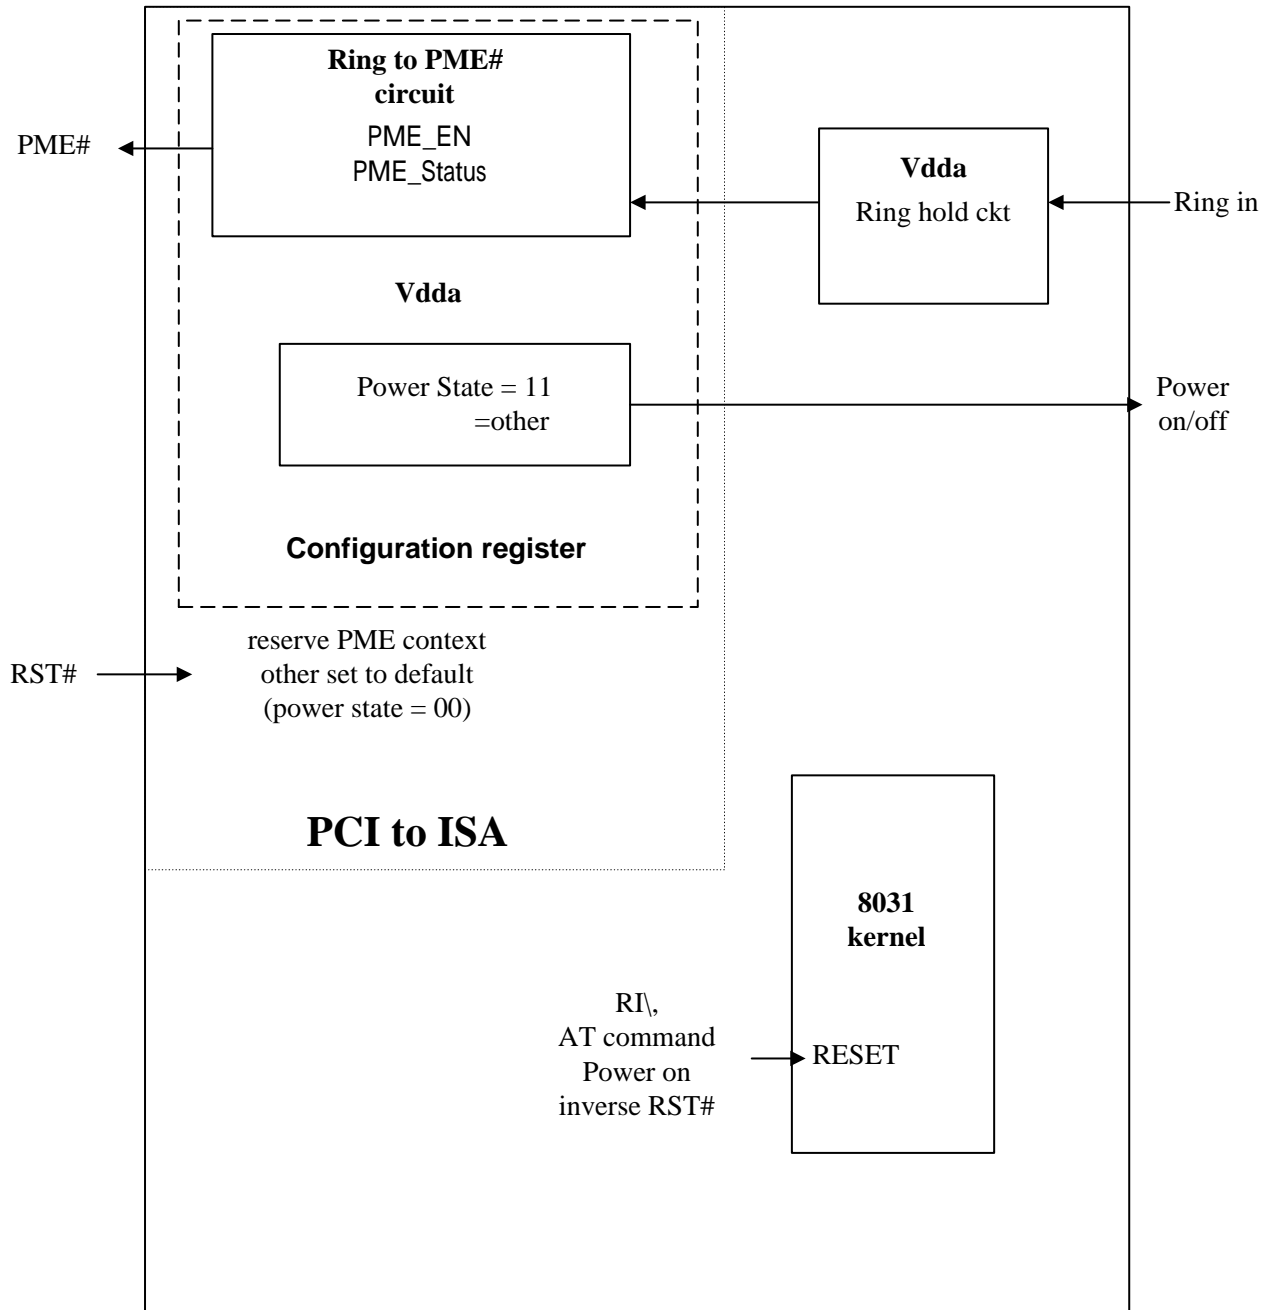 Ring to PME#
circuit
PME_EN
PME_Status
PME#
Vdda
Ring hold ckt
Ring in
Vdda
Power State = 11
=other
Power
on/off
Configuration register
reserve PME context
other set to default
(power state = 00)
RST#
PCI to ISA
8031
kernel
RI\,
AT command
Power on
inverse RST#
RESET